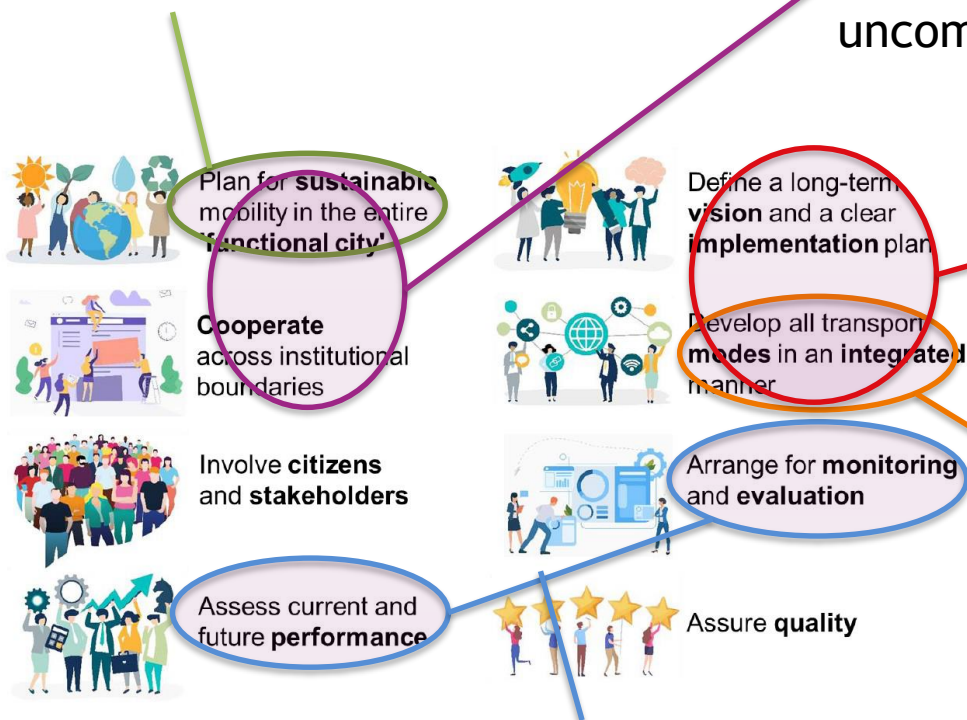 uncom
Plan for sustainable
mobility in the entire
'functional city'
Cooperate
across institutional
boundaries
Involve citizens
and stakeholders
Assess current and
future performance
Define a long-term
vision and a clear
implementation plan
Develop all transport
modes in an integrated
manner
Arrange for monitoring
and evaluation
Assure quality